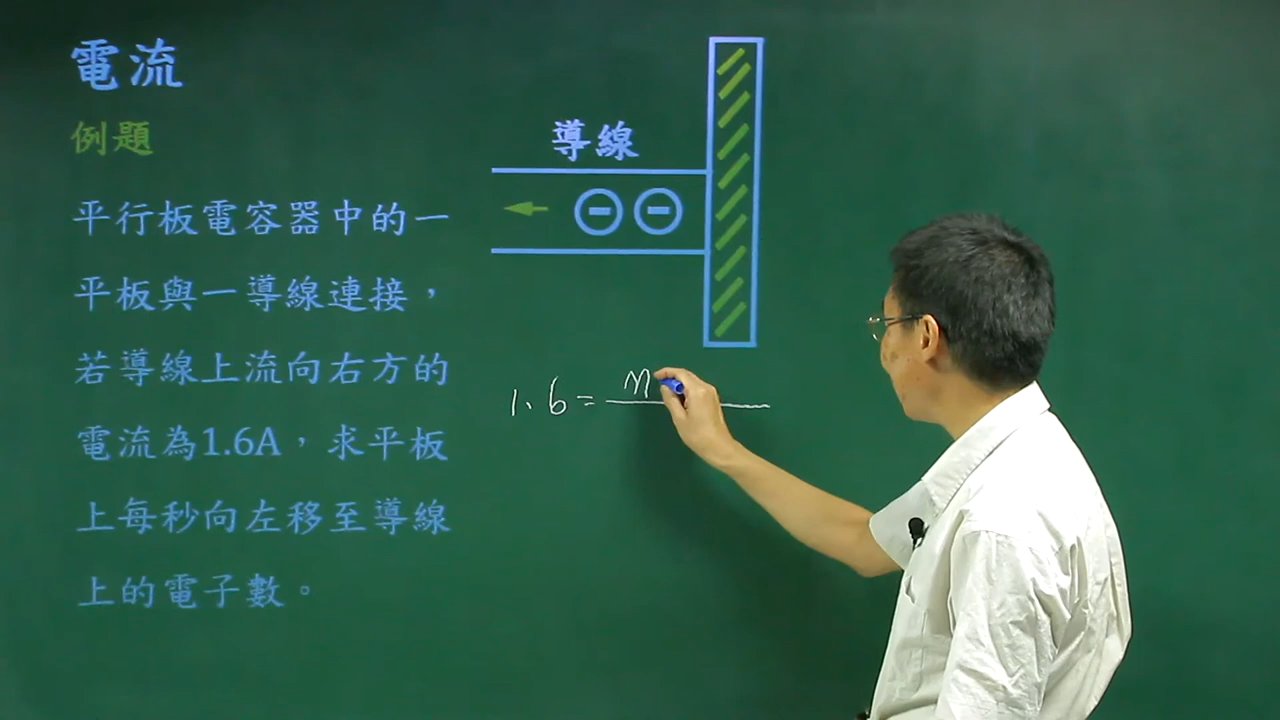 電流
例題
平行板電容器中的一
平板與一導線連接，
若導線上流向右方的
電流為1.6A，求平板
上每秒向左移至導線
上的電子數。
導線
1.6=n